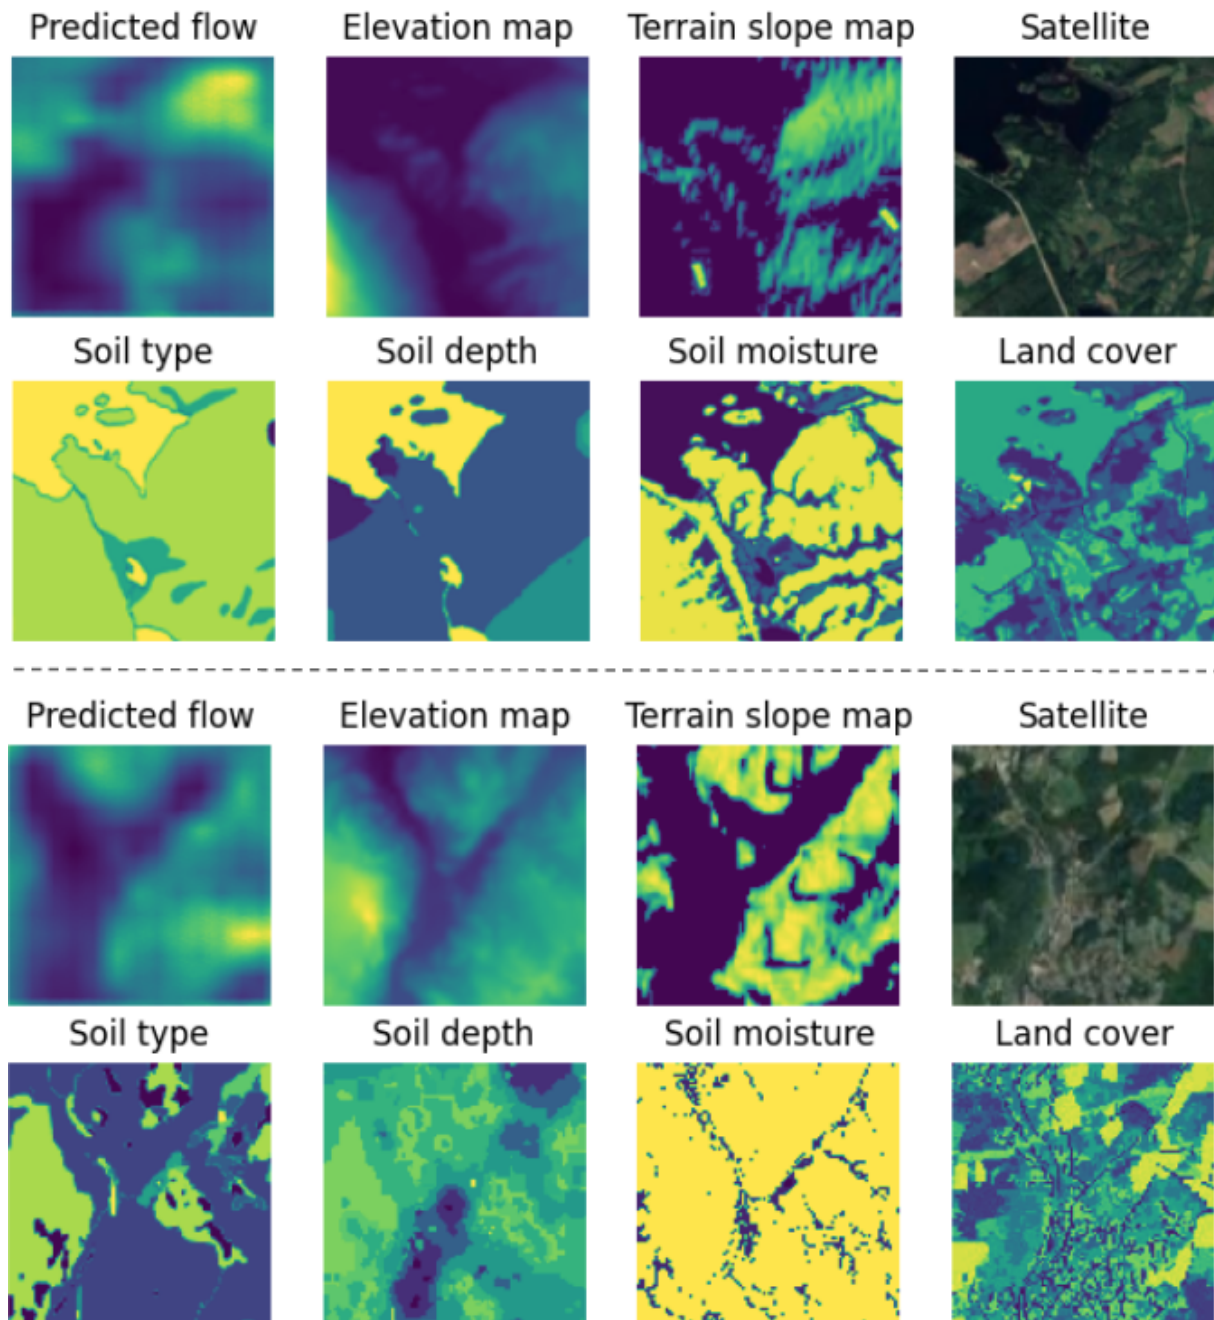 Predicted flow Elevation map Terrain slope map Satellite
Soil type Soil depth Soil moisture Land cover
Predicted flow Elevation map Terrain slope map Satellite
Soil type Soil depth Soil moisture Land cover